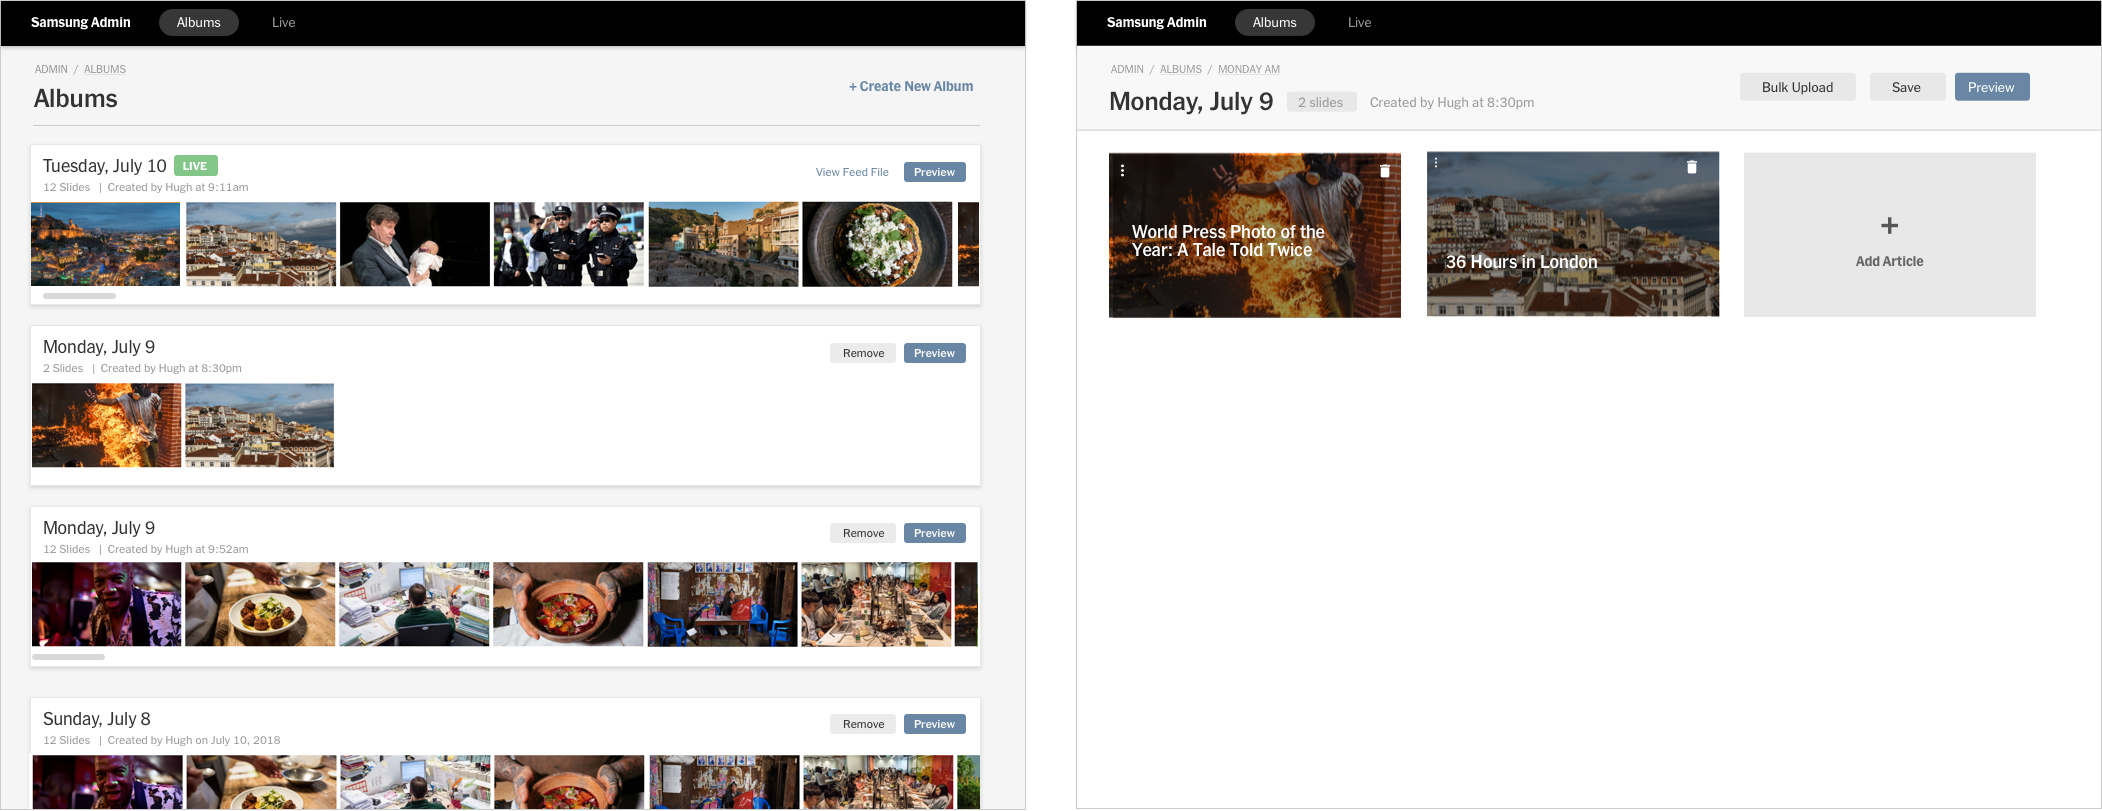 Samsung Admin Albums Live
ADMIN / ALBUMS
Albums
+ Create New Album
Tuesday, July 10 LIVE
12 Slides | Created by Hugh at 9:11am
View Feed File Preview
Monday, July 9
2 Slides | Created by Hugh at 8:30pm
Remove Preview
Monday, July 9
12 Slides | Created by Hugh at 9:52am
Remove Preview
Sunday, July 8
12 Slides | Created by Hugh on July 10, 2018
Remove Preview
Samsung Admin Albums Live
ADMIN / ALBUMS / MONDAY AM
Monday, July 9 2 slides Created by Hugh at 8:30pm
Bulk Upload Save Preview
World Press Photo of the
Year: A Tale Told Twice
36 Hours in London
+
Add Article